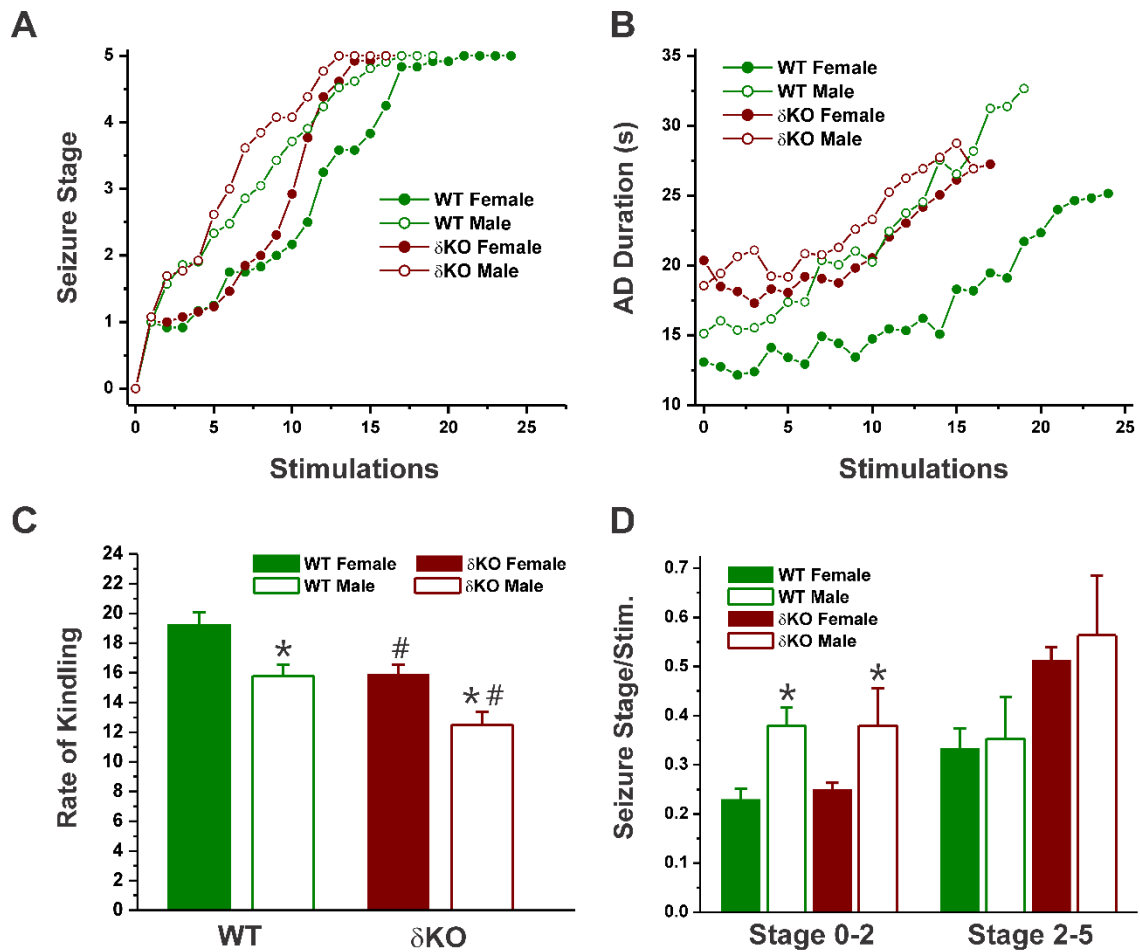 A
Seizure Stage
5
4
3
2
1
0
WT Female
WT Male
δKO Female
δKO Male
0 5 10 15 20 25
Stimulations
B
AD Duration (s)
35
30
25
20
15
10
WT Female
WT Male
δKO Female
δKO Male
0 5 10 15 20 25
Stimulations
C
Rate of Kindling
24
22
20
18
16
14
12
10
8
6
4
2
0
WT Female δKO Female
WT Male δKO Male
*
#
*#
WT δKO
D
Seizure Stage/Stim.
0.7
0.6
0.5
0.4
0.3
0.2
0.1
0.0
WT Female
WT Male
δKO Female
δKO Male
* *
Stage 0-2 Stage 2-5